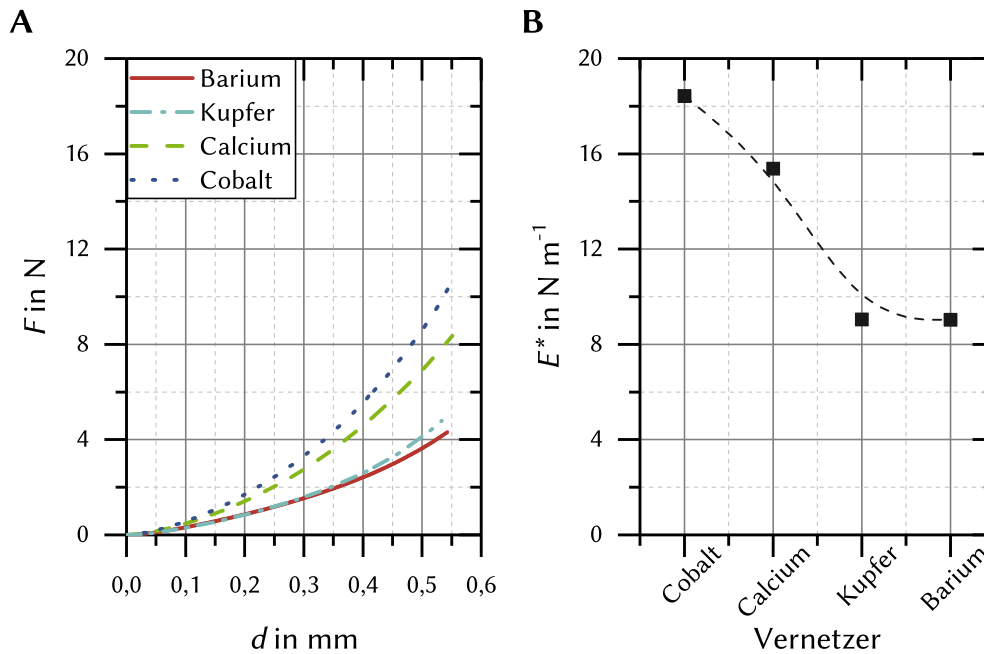 A
20
16
12
8
4
0
F in N
Barium
Kupfer
Calcium
Cobalt
0,0 0,1 0,2 0,3 0,4 0,5 0,6
d in mm
B
20
16
12
8
4
0
E* in N m⁻¹
Cobalt Calcium Kupfer Barium
Vernetzer